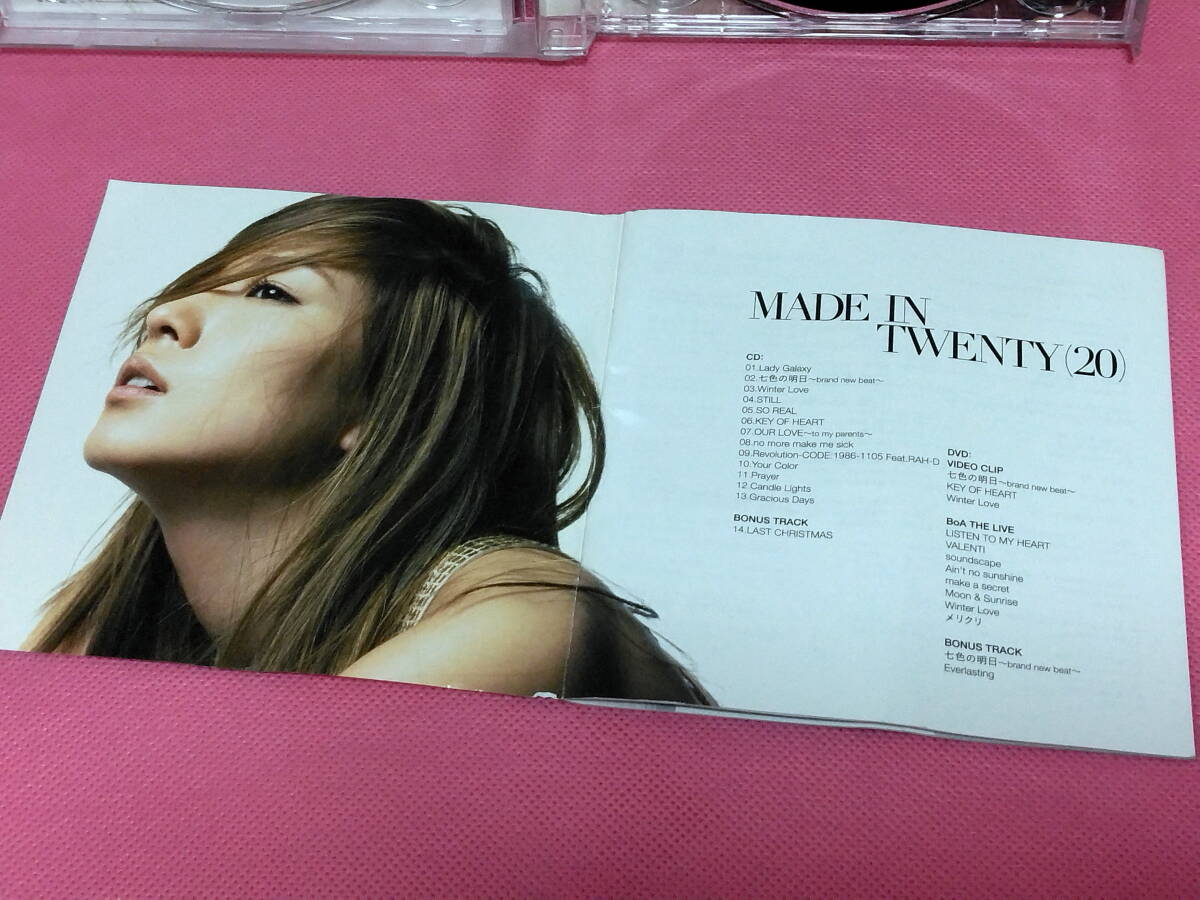 MADE IN
TWENTY(20)
CD:
01.Lady Galaxy
02.七色の明日〜brand new beat〜
03.Winter Love
04.STILL
05.SO REAL
06.KEY OF HEART
07.OUR LOVE〜to my parents〜
08.no more make me sick
09.Revolution-CODE:1986-1105 Feat.RAH-D
10.Your Color
11.Prayer
12.Candle Lights
13.Gracious Days
BONUS TRACK
14.LAST CHRISTMAS
DVD:
VIDEO CLIP
七色の明日〜brand new beat〜
KEY OF HEART
Winter Love
BoA THE LIVE
LISTEN TO MY HEART
VALENTI
soundscape
Ain't no sunshine
make a secret
Moon & Sunrise
Winter Love
メリクリ
BONUS TRACK
七色の明日〜brand new beat〜
Everlasting